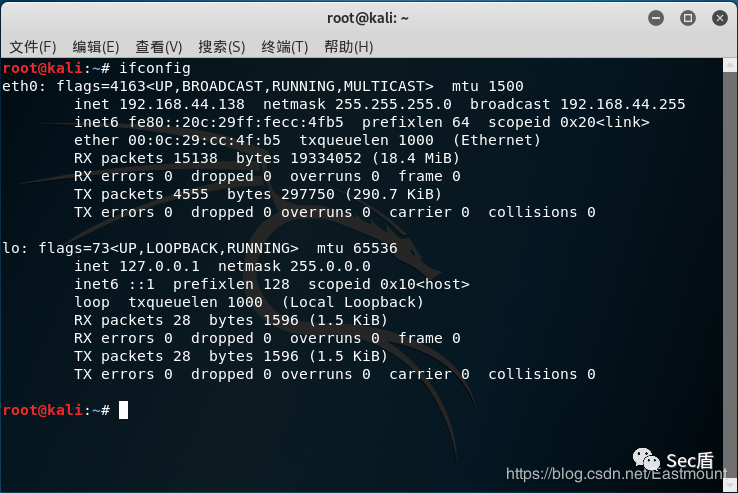 root@kali: ~
文件(F) 编辑(E) 查看(V) 搜索(S) 终端(T) 帮助(H)
root@kali:~# ifconfig
eth0: flags=4163<UP,BROADCAST,RUNNING,MULTICAST>  mtu 1500
        inet 192.168.44.138  netmask 255.255.255.0  broadcast 192.168.44.255
        inet6 fe80::20c:29ff:fecc:4fb5  prefixlen 64  scopeid 0x20<link>
        ether 00:0c:29:cc:4f:b5  txqueuelen 1000  (Ethernet)
        RX packets 15138  bytes 19334052 (18.4 MiB)
        RX errors 0  dropped 0  overruns 0  frame 0
        TX packets 4555  bytes 297750 (290.7 KiB)
        TX errors 0  dropped 0 overruns 0  carrier 0  collisions 0
lo: flags=73<UP,LOOPBACK,RUNNING>  mtu 65536
        inet 127.0.0.1  netmask 255.0.0.0
        inet6 ::1  prefixlen 128  scopeid 0x10<host>
        loop  txqueuelen 1000  (Local Loopback)
        RX packets 28  bytes 1596 (1.5 KiB)
        RX errors 0  dropped 0  overruns 0  frame 0
        TX packets 28  bytes 1596 (1.5 KiB)
        TX errors 0  dropped 0 overruns 0  carrier 0  collisions 0
root@kali:~#
Sec盾
https://blog.csdn.net/Eastmount